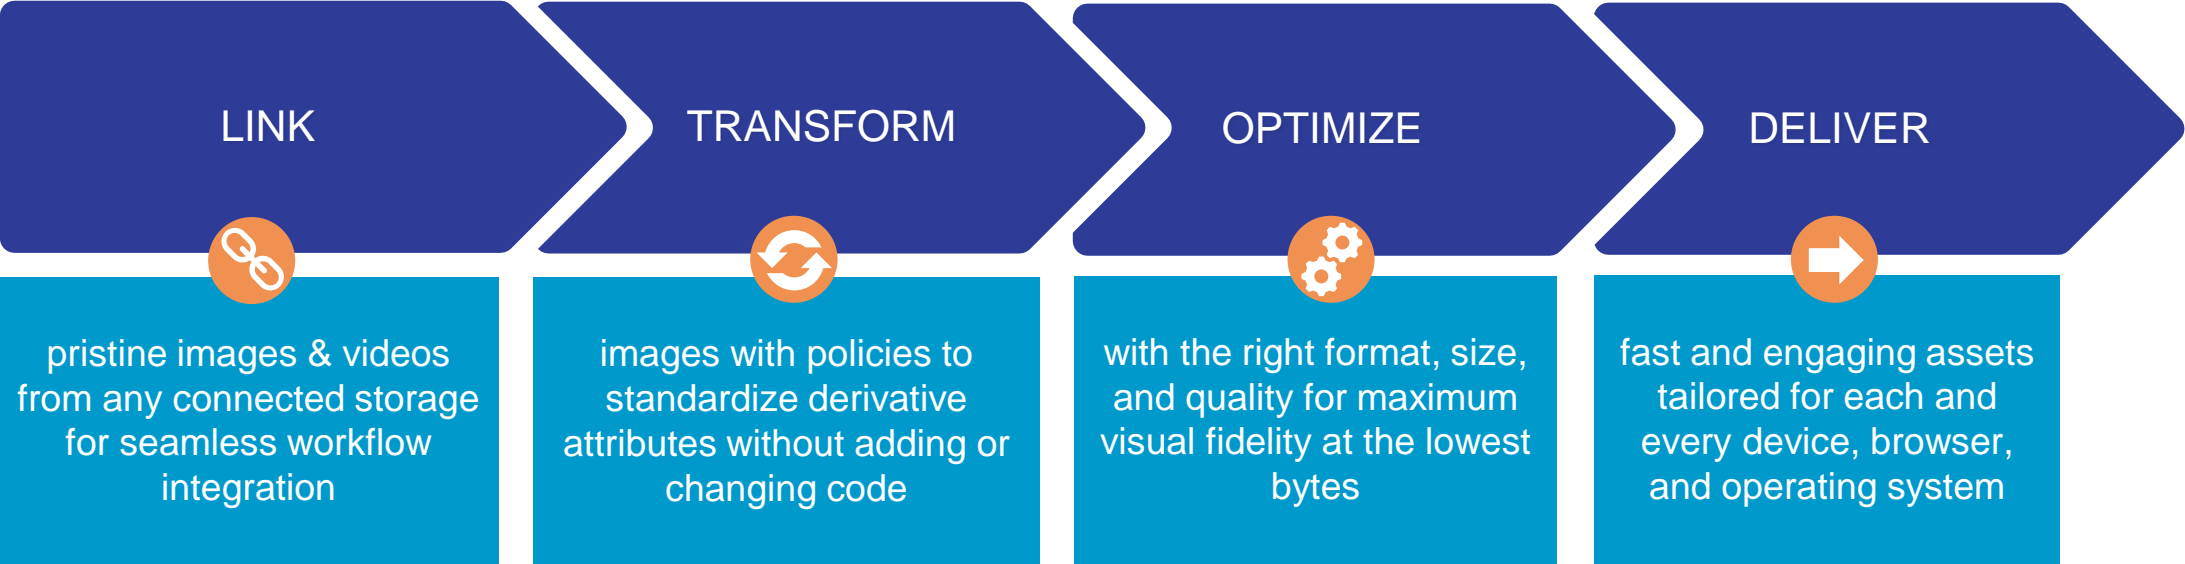 LINK
TRANSFORM
OPTIMIZE
DELIVER
pristine images & videos
from any connected storage
for seamless workflow
integration
images with policies to
standardize derivative
attributes without adding or
changing code
with the right format, size,
and quality for maximum
visual fidelity at the lowest
bytes
fast and engaging assets
tailored for each and
every device, browser,
and operating system